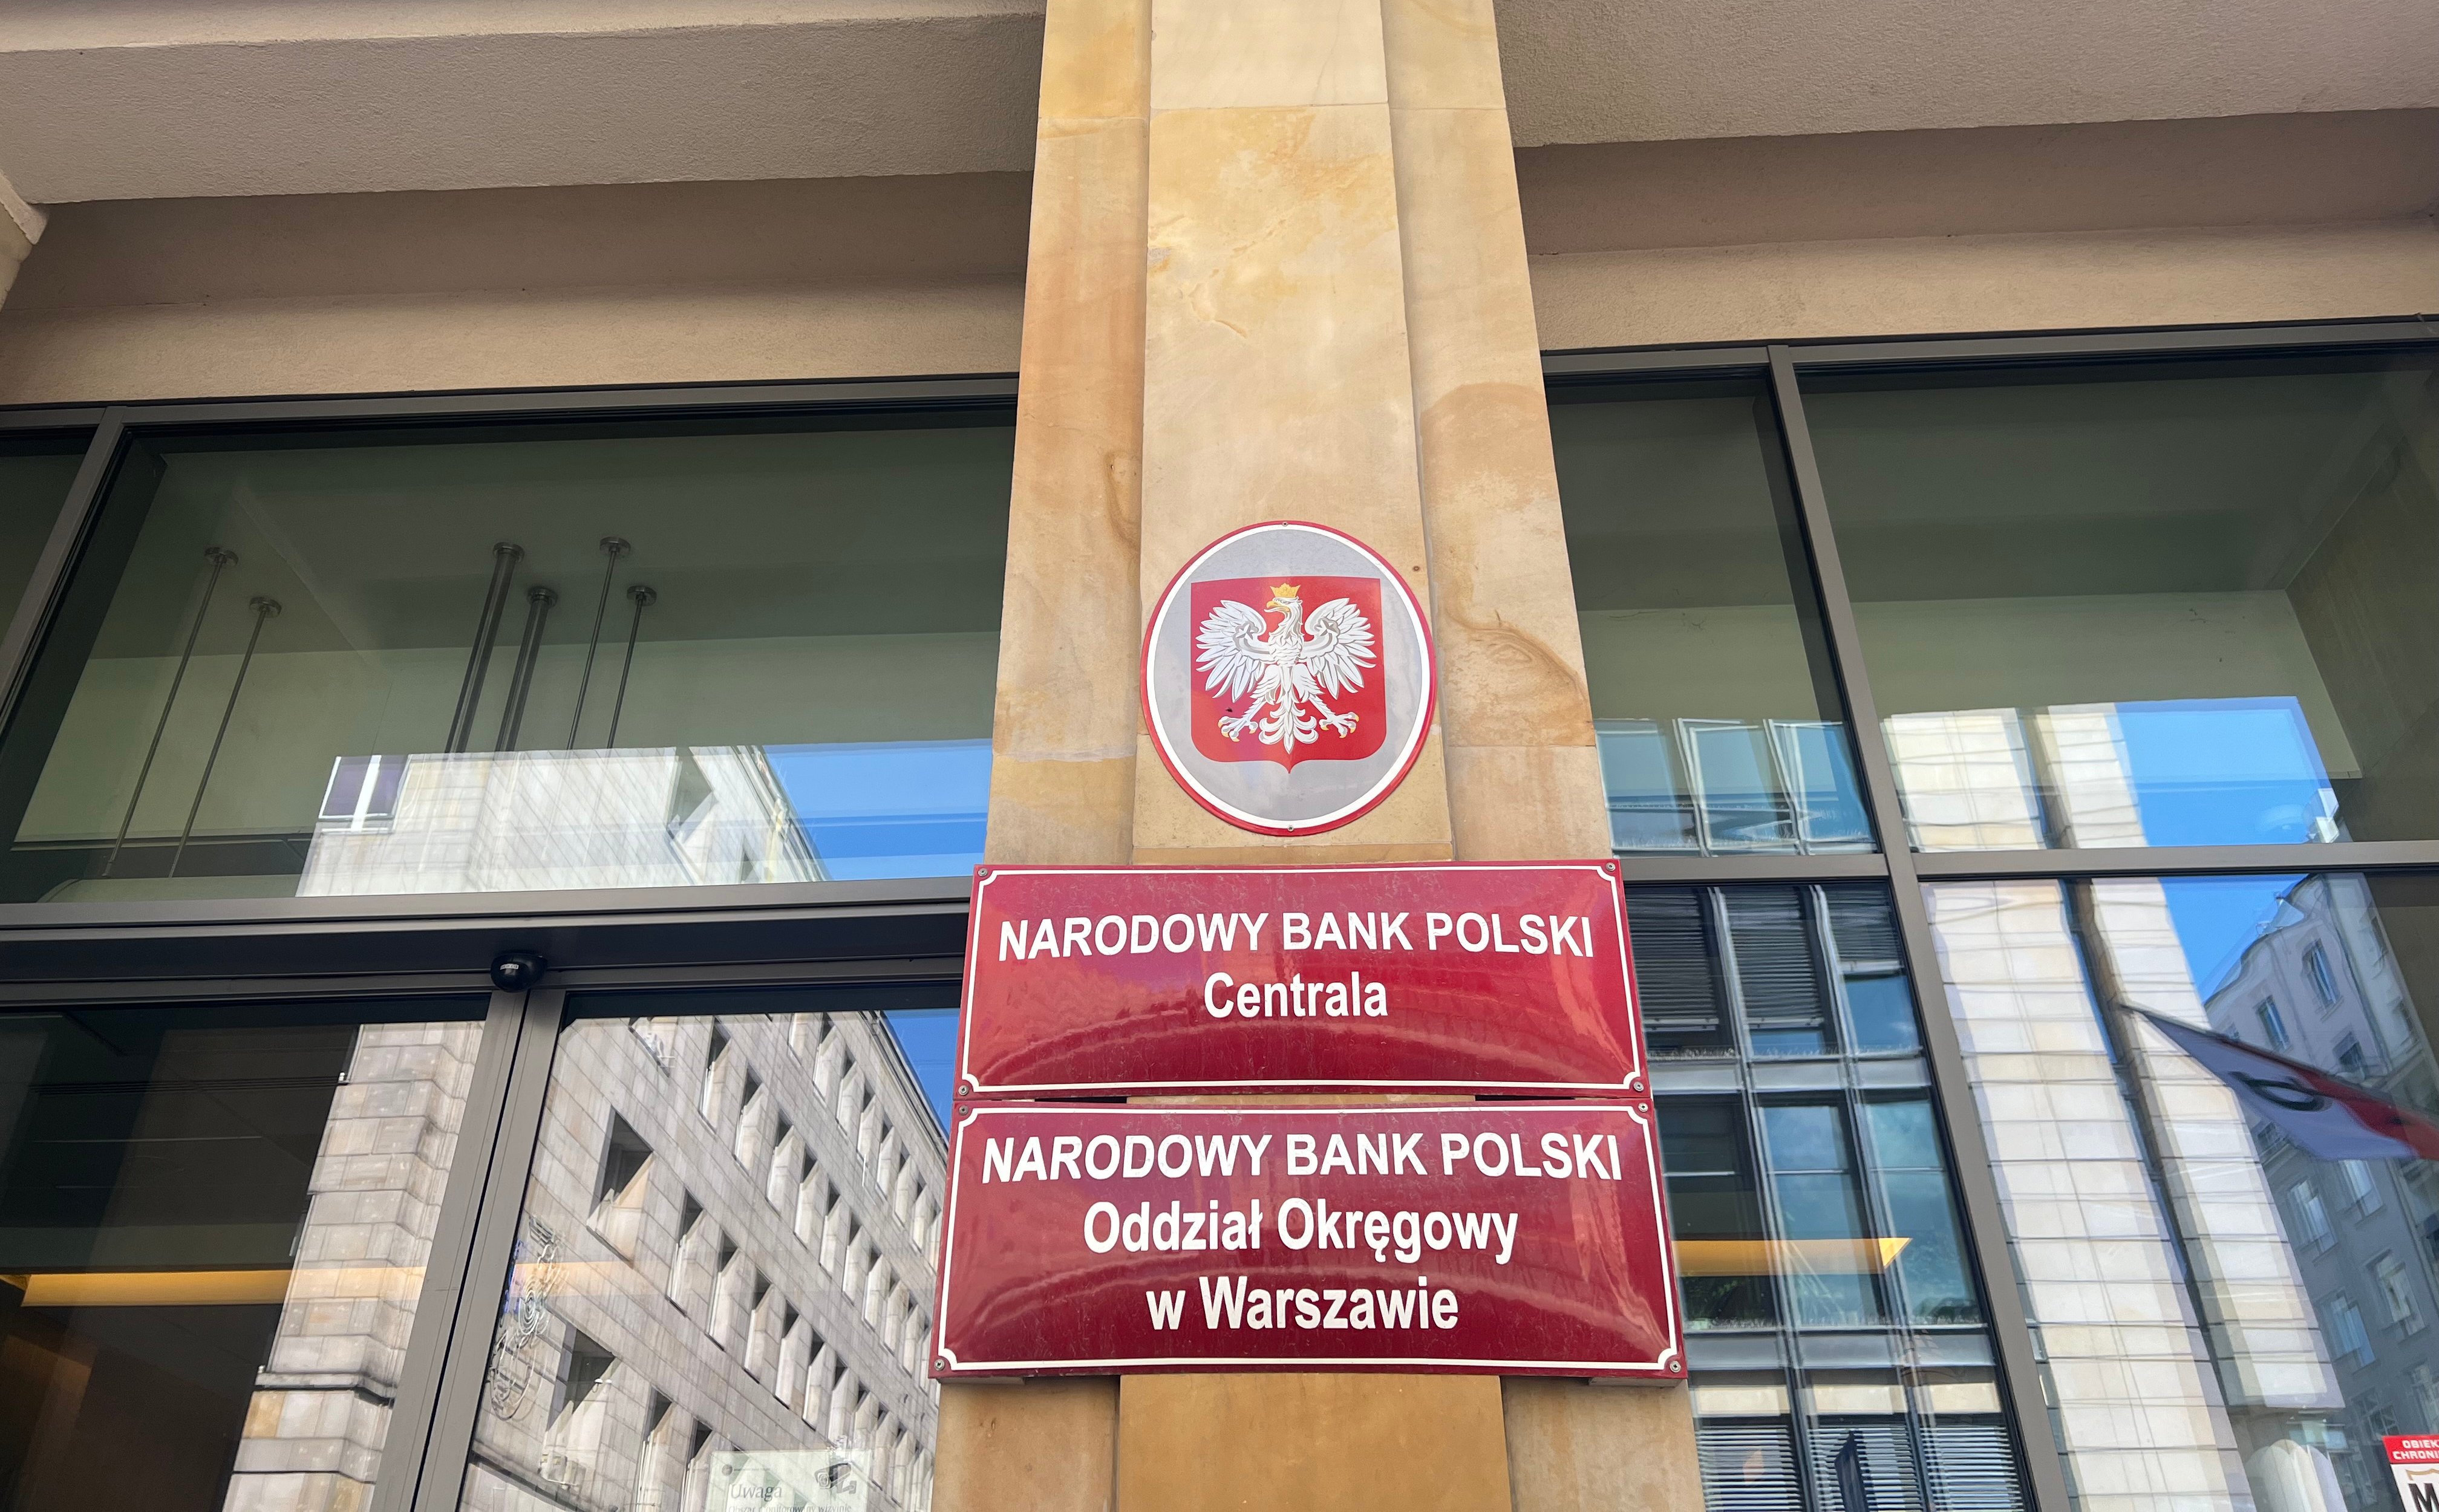 NARODOWY BANK POLSKI
Centrala
NARODOWY BANK POLSKI
Oddział Okręgowy
w Warszawie
Uwaga